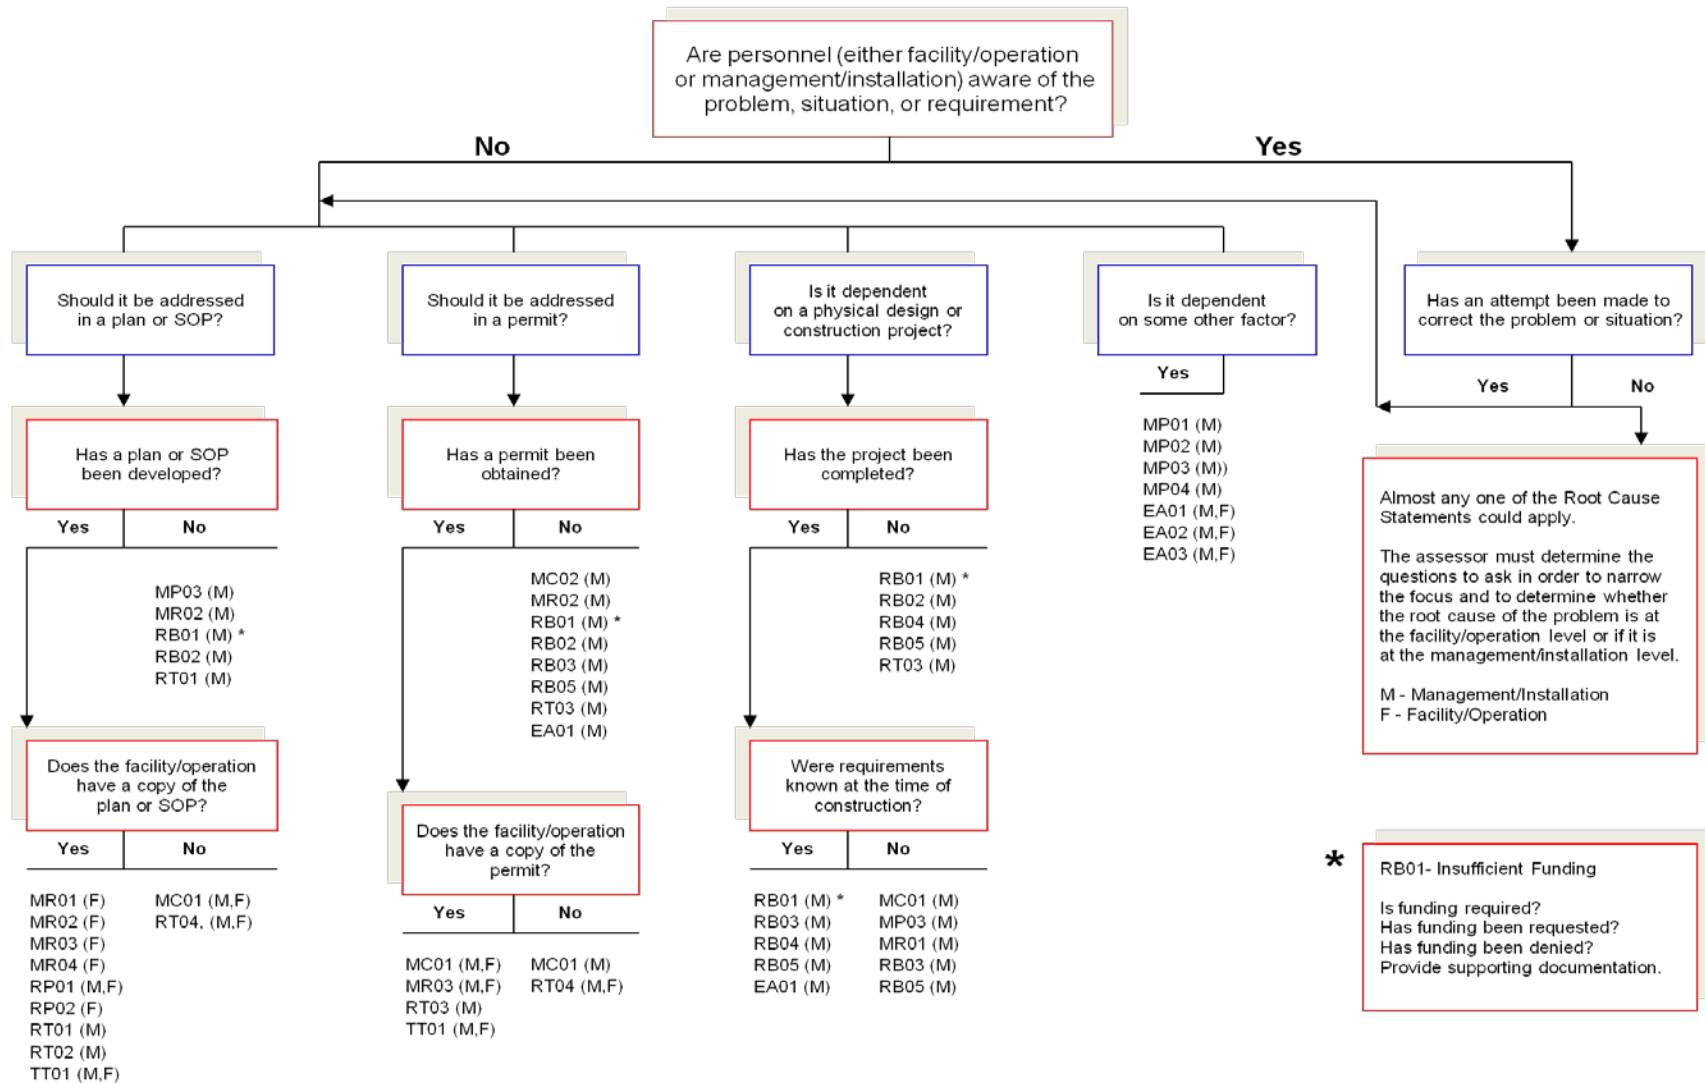 Are personnel (either facility/operation
or management/installation) aware of the
problem, situation, or requirement?
No
Yes
Should it be addressed
in a plan or SOP?
Should it be addressed
in a permit?
Is it dependent
on a physical design or
construction project?
Is it dependent
on some other factor?
Has an attempt been made to
correct the problem or situation?
Has a plan or SOP
been developed?
Yes
No
MP03 (M)
MR02 (M)
RB01 (M) *
RB02 (M)
RT01 (M)
Does the facility/operation
have a copy of the
plan or SOP?
Yes
No
MR01 (F)
MR02 (F)
MR03 (F)
MR04 (F)
RP01 (M,F)
RP02 (F)
RT01 (M)
RT02 (M)
TT01 (M,F)
MC01 (M,F)
RT04, (M,F)
Has a permit been
obtained?
Yes
No
MC02 (M)
MR02 (M)
RB01 (M) *
RB02 (M)
RB03 (M)
RB05 (M)
RT03 (M)
EA01 (M)
Does the facility/operation
have a copy of the
permit?
Yes
No
MC01 (M,F)
MR03 (M,F)
RT03 (M)
TT01 (M,F)
MC01 (M)
RT04 (M,F)
Has the project been
completed?
Yes
No
RB01 (M) *
RB02 (M)
RB04 (M)
RB05 (M)
RT03 (M)
Were requirements
known at the time of
construction?
Yes
No
RB01 (M) *
RB03 (M)
RB04 (M)
RB05 (M)
EA01 (M)
MC01 (M)
MP03 (M)
MR01 (M)
RB03 (M)
RB05 (M)
Yes
MP01 (M)
MP02 (M)
MP03 (M))
MP04 (M)
EA01 (M,F)
EA02 (M,F)
EA03 (M,F)
Yes
No
Almost any one of the Root Cause
Statements could apply.
The assessor must determine the
questions to ask in order to narrow
the focus and to determine whether
the root cause of the problem is at
the facility/operation level or if it is
at the management/installation level.
M - Management/Installation
F - Facility/Operation
*
RB01- Insufficient Funding
Is funding required?
Has funding been requested?
Has funding been denied?
Provide supporting documentation.